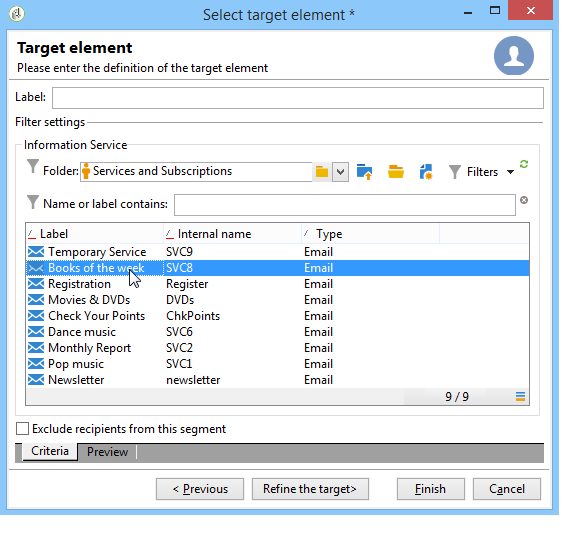 Select target element *
Target element
Please enter the definition of the target element
Label:
Filter settings
Information Service
Folder: Services and Subscriptions Filters
Name or label contains:
Label Internal name Type
Temporary Service SVC9 Email
Books of the week SVC8 Email
Registration Register Email
Movies & DVDs DVDs Email
Check Your Points ChkPoints Email
Dance music SVC6 Email
Monthly Report SVC2 Email
Pop music SVC1 Email
Newsletter newsletter Email
9 / 9
Exclude recipients from this segment
Criteria Preview
< Previous Refine the target> Finish Cancel